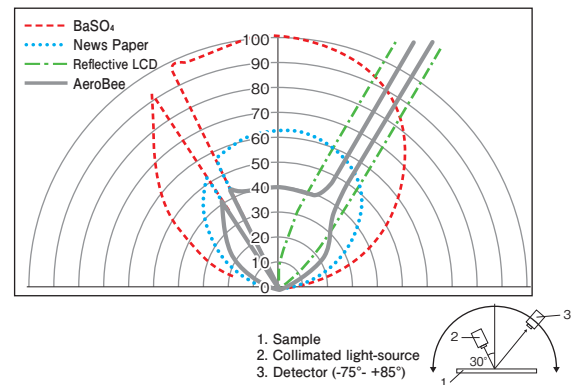 BaSO₄
News Paper
Reflective LCD
AeroBee
100
90
80
70
60
50
40
30
20
10
0
1. Sample
2. Collimated light-source
3. Detector (-75°- +85°)
2
3
30°
1